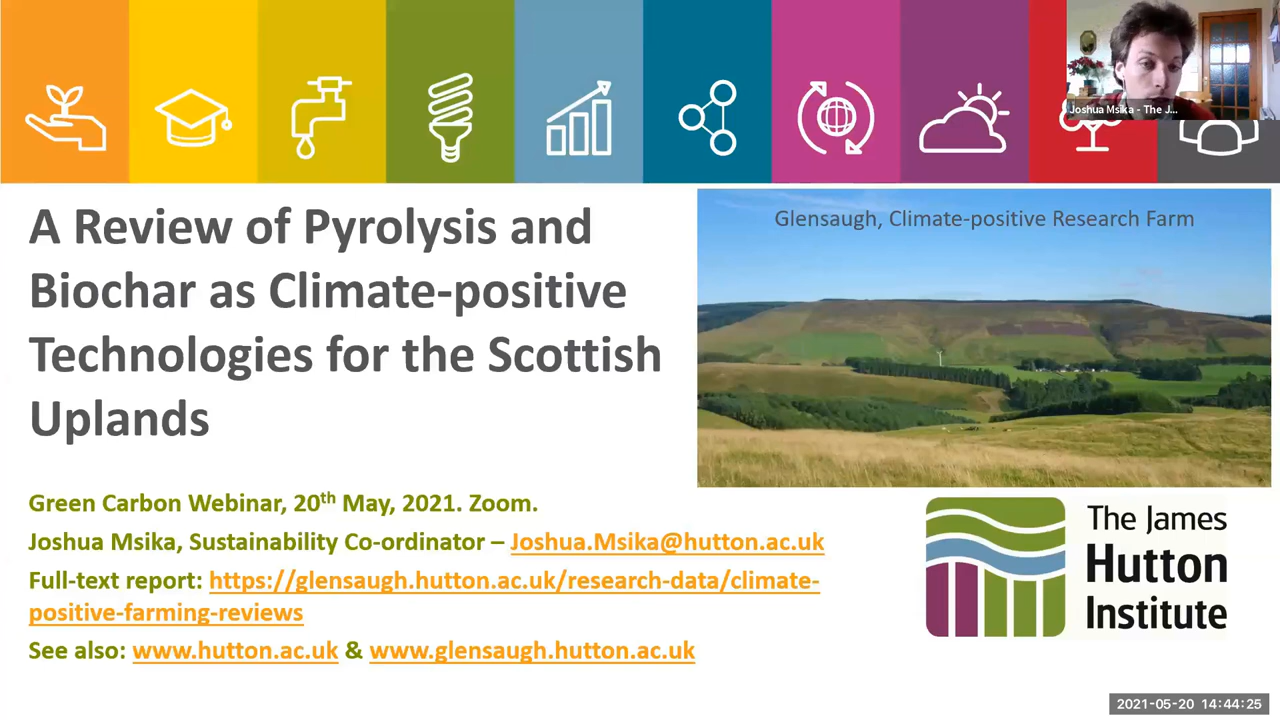 Joshua Msika - The J...
A Review of Pyrolysis and
Biochar as Climate-positive
Technologies for the Scottish
Uplands
Glensaugh, Climate-positive Research Farm
Green Carbon Webinar, 20th May, 2021. Zoom.
Joshua Msika, Sustainability Co-ordinator – Joshua.Msika@hutton.ac.uk
Full-text report: https://glensaugh.hutton.ac.uk/research-data/climate-
positive-farming-reviews
See also: www.hutton.ac.uk & www.glensaugh.hutton.ac.uk
The James
Hutton
Institute
2021-05-20 14:44:25